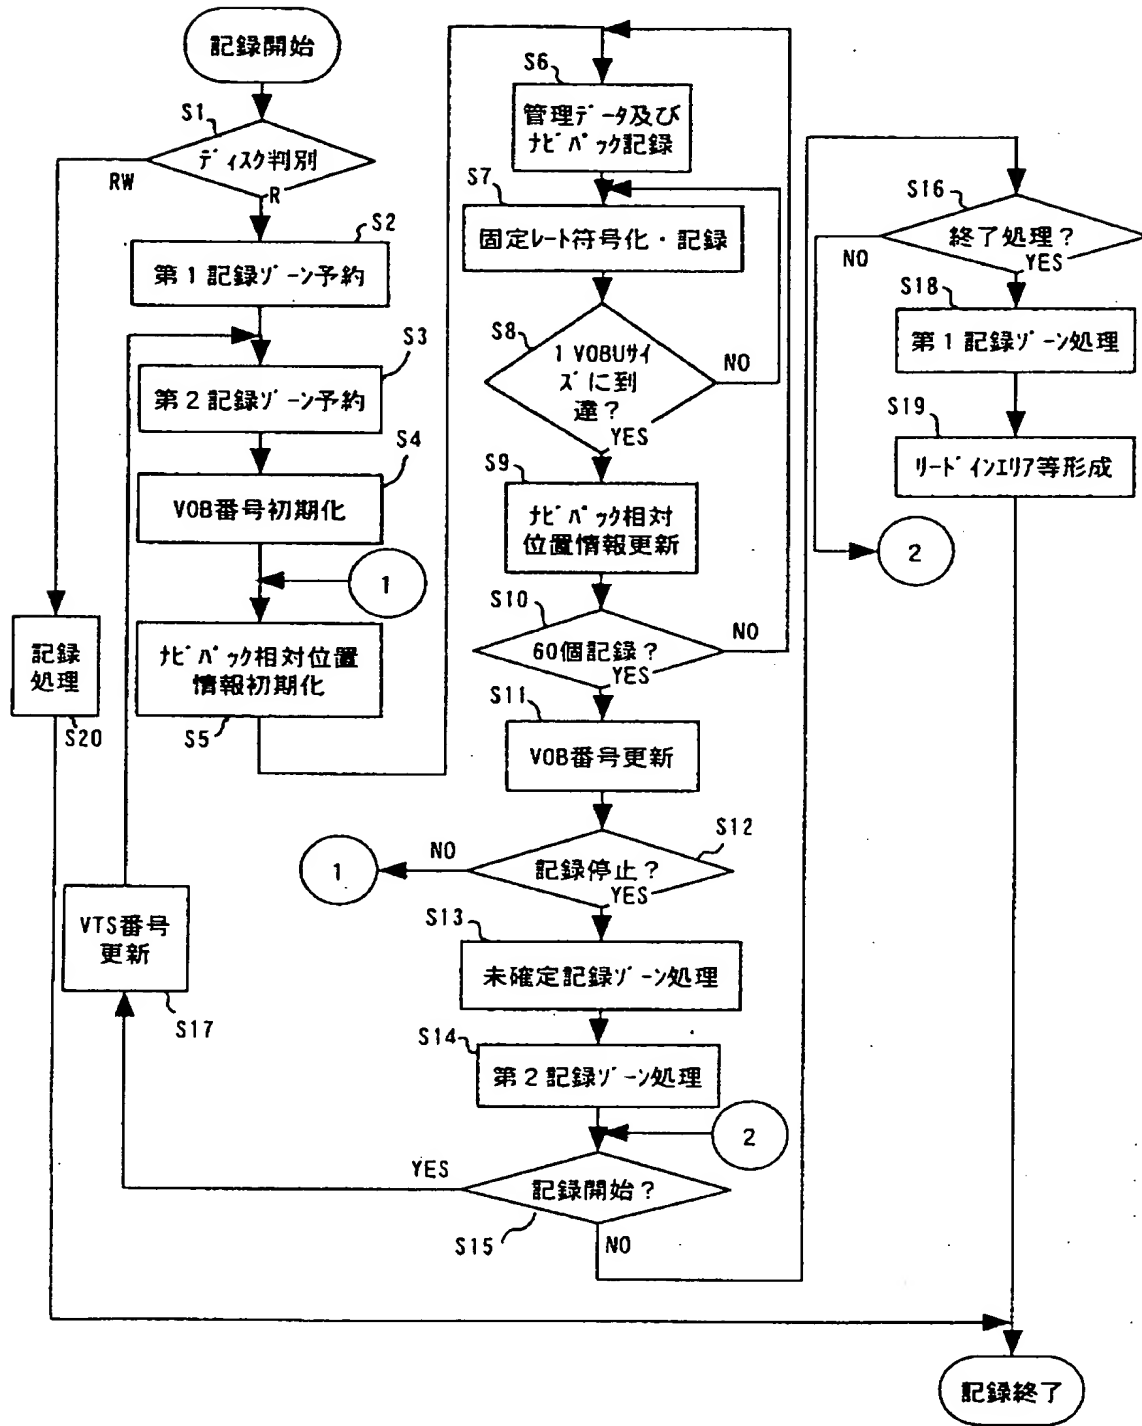 記録開始
S1
ディスク判別
RW
R
S2
第1記録ゾーン予約
S3
第2記録ゾーン予約
S4
VOB番号初期化
1
ナビパック相対位置
情報初期化
S5
記録
処理
S20
VTS番号
更新
S17
S6
管理データ及び
ナビパック記録
S7
固定レート符号化・記録
S8
1 VOBUサイ
ズに到
達?
NO
YES
S9
ナビパック相対
位置情報更新
S10
60個記録?
NO
YES
S11
VOB番号更新
S12
記録停止?
NO
YES
1
S13
未確定記録ゾーン処理
S14
第2記録ゾーン処理
2
記録開始?
YES
S15
NO
S16
終了処理?
NO
YES
S18
第1記録ゾーン処理
S19
リードインエリア等形成
2
記録終了